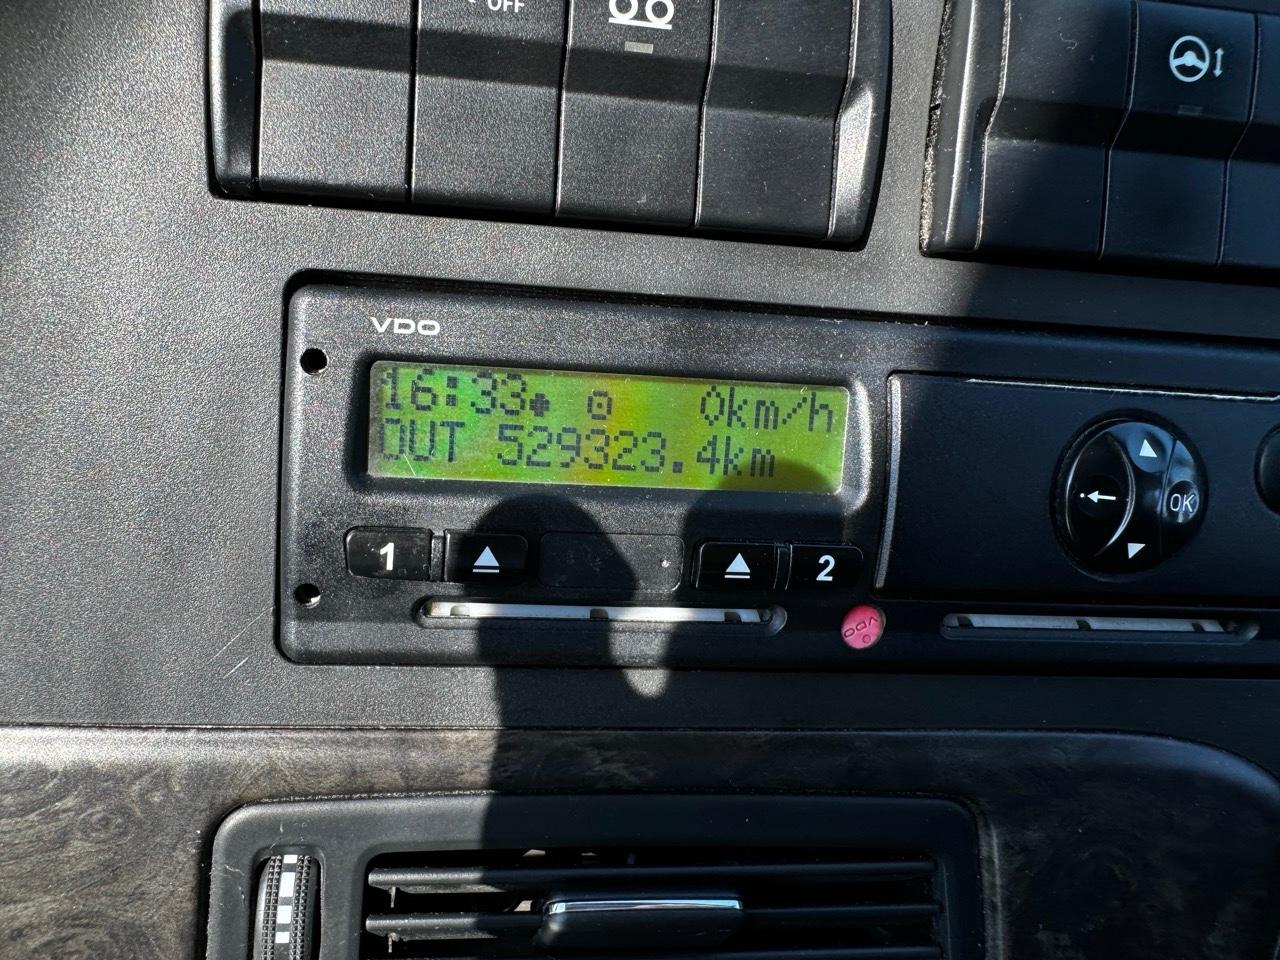 OFF
VDO
16:33 0km/h
OUT 529323.4km
1 2
OK
VDO